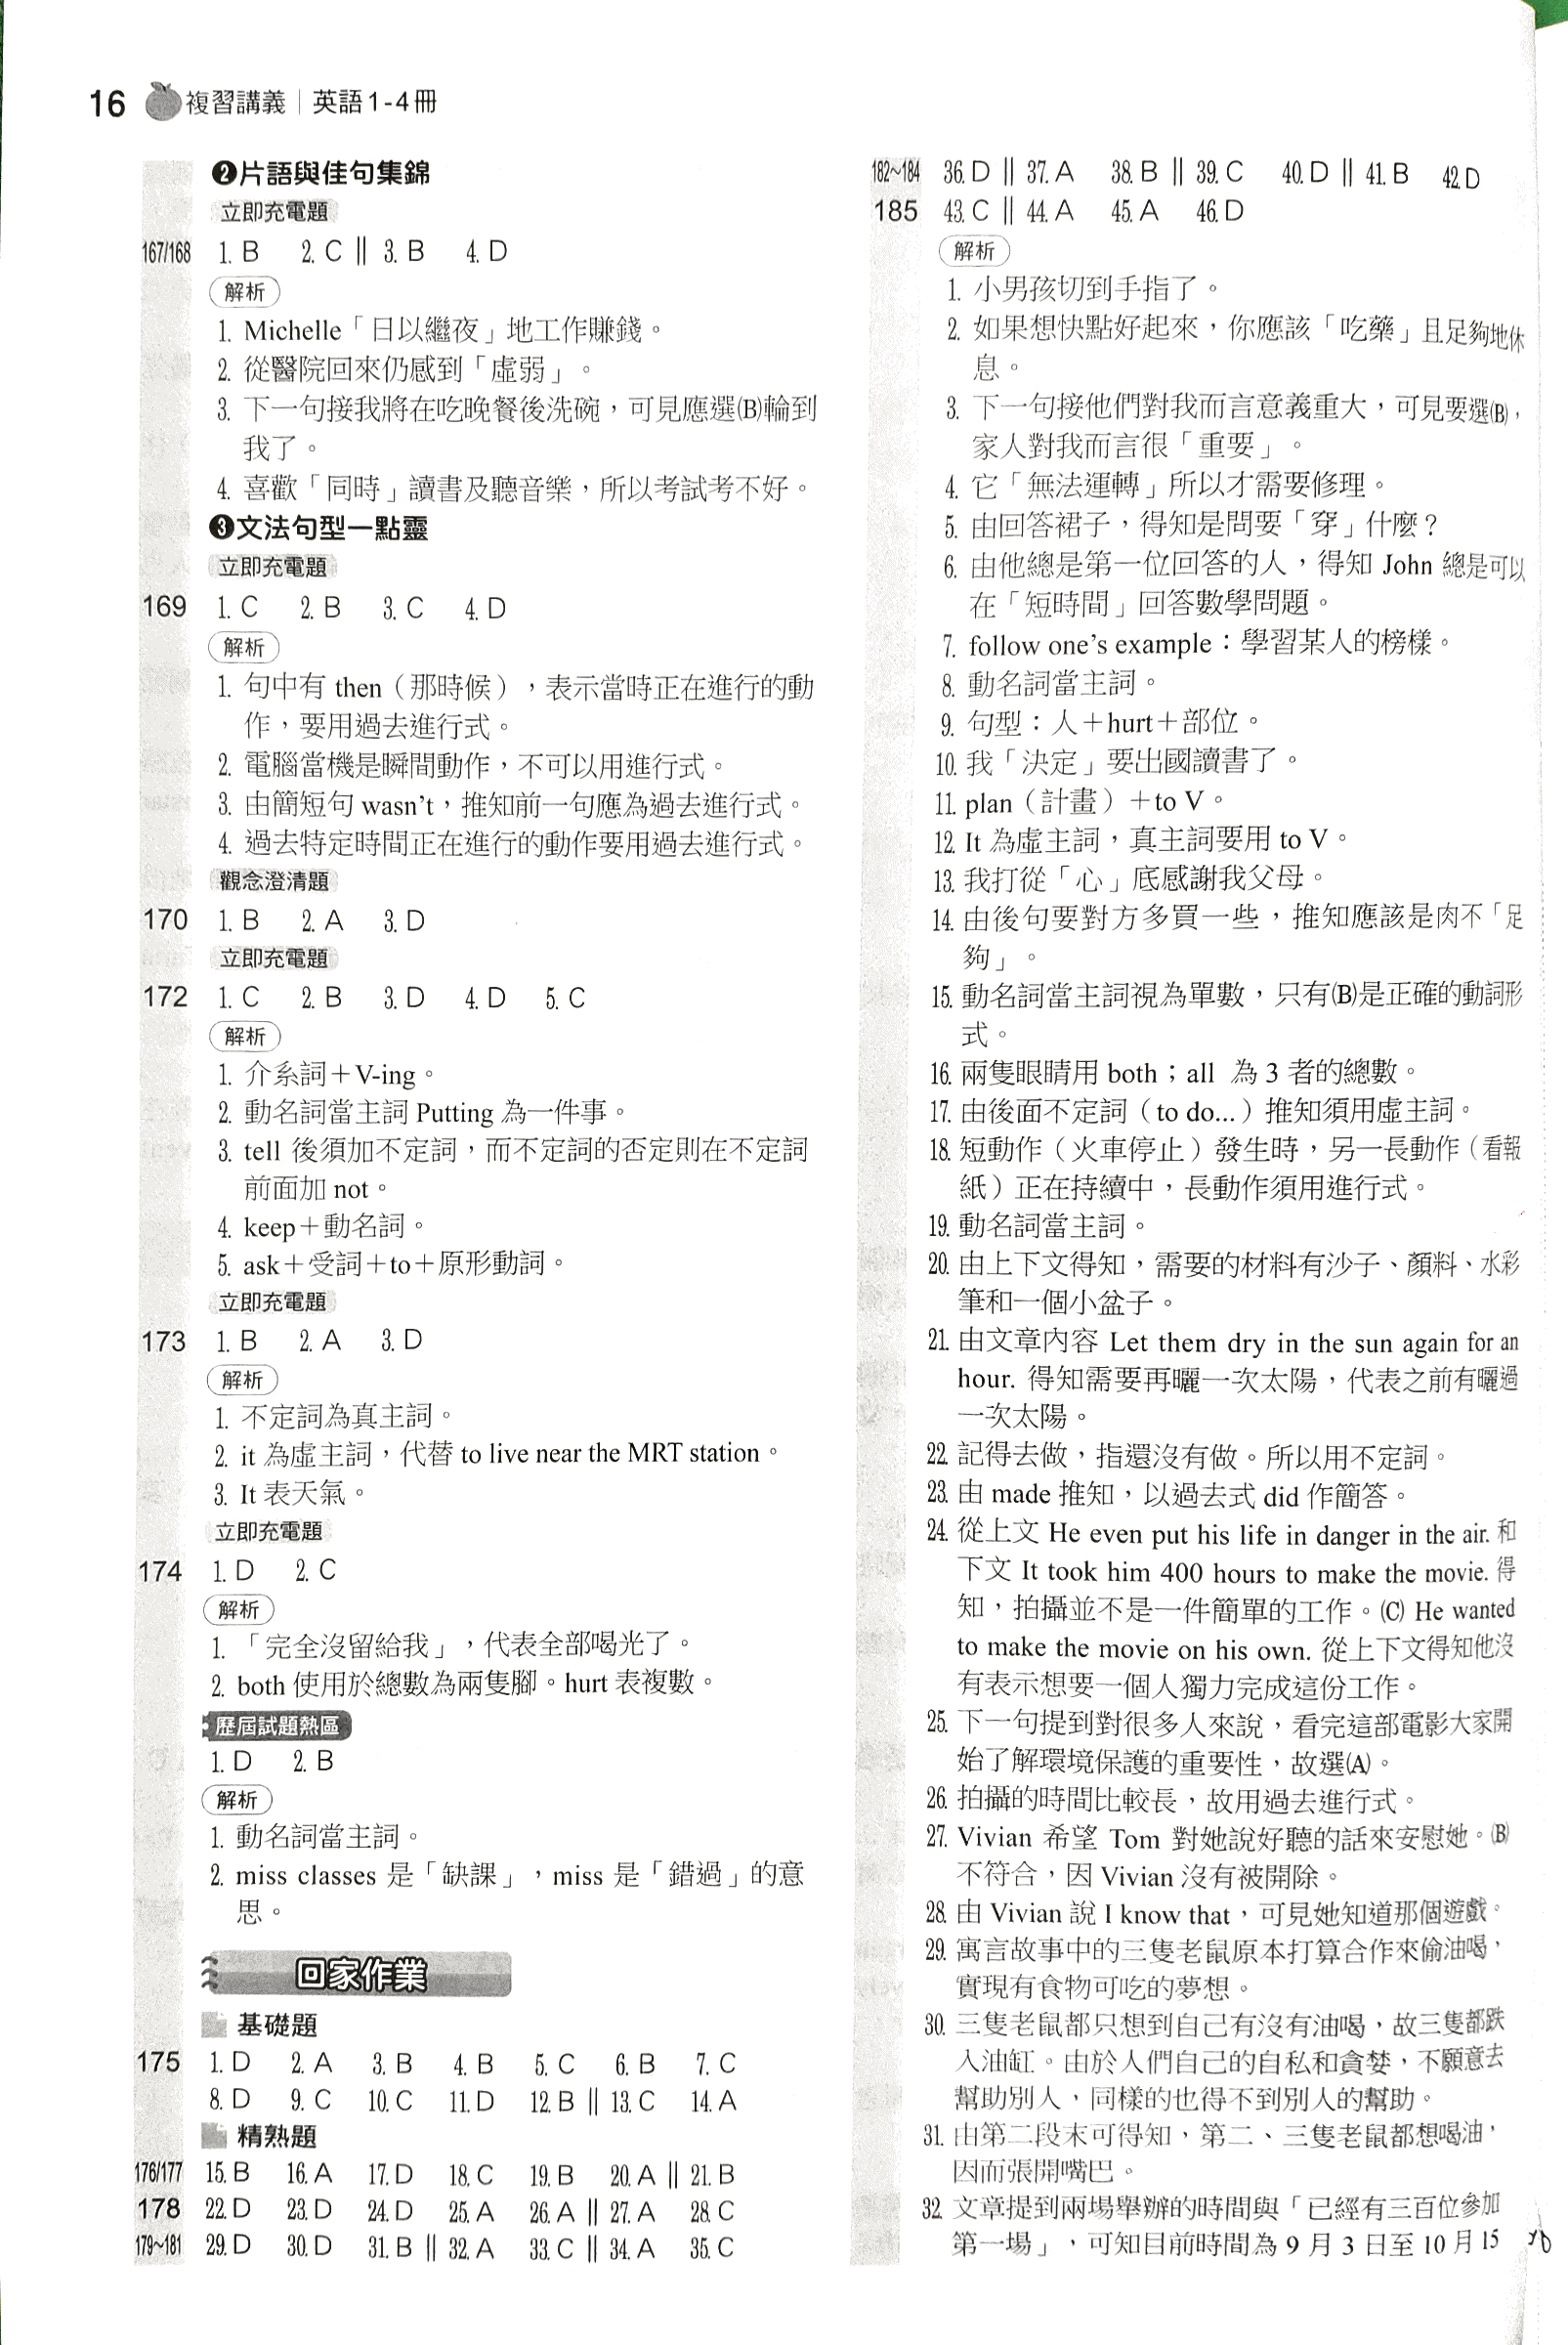 16 複習講義｜英語1-4冊
❷片語與佳句集錦
立即充電題
167/168 1. B 2. C ‖ 3. B 4. D
解析
1. Michelle「日以繼夜」地工作賺錢。
2. 從醫院回來仍感到「虛弱」。
3. 下一句接我將在吃晚餐後洗碗，可見應選(B)輪到
我了。
4. 喜歡「同時」讀書及聽音樂，所以考試考不好。
❸文法句型一點靈
立即充電題
169 1. C 2. B 3. C 4. D
解析
1. 句中有 then（那時候），表示當時正在進行的動
作，要用過去進行式。
2. 電腦當機是瞬間動作，不可以用進行式。
3. 由簡短句 wasn't，推知前一句應為過去進行式。
4. 過去特定時間正在進行的動作要用過去進行式。
觀念澄清題
170 1. B 2. A 3. D
立即充電題
172 1. C 2. B 3. D 4. D 5. C
解析
1. 介系詞＋V-ing。
2. 動名詞當主詞 Putting 為一件事。
3. tell 後須加不定詞，而不定詞的否定則在不定詞
前面加 not。
4. keep＋動名詞。
5. ask＋受詞＋to＋原形動詞。
立即充電題
173 1. B 2. A 3. D
解析
1. 不定詞為真主詞。
2. it 為虛主詞，代替 to live near the MRT station。
3. It 表天氣。
立即充電題
174 1. D 2. C
解析
1. 「完全沒留給我」，代表全部喝光了。
2. both 使用於總數為兩隻腳。hurt 表複數。
歷屆試題熱區
1. D 2. B
解析
1. 動名詞當主詞。
2. miss classes 是「缺課」，miss 是「錯過」的意
思。
回家作業
基礎題
175 1. D 2. A 3. B 4. B 5. C 6. B 7. C
8. D 9. C 10. C 11. D 12. B ‖ 13. C 14. A
精熟題
176/177 15. B 16. A 17. D 18. C 19. B 20. A ‖ 21. B
178 22. D 23. D 24. D 25. A 26. A ‖ 27. A 28. C
179~181 29. D 30. D 31. B ‖ 32. A 33. C ‖ 34. A 35. C
182~184 36. D ‖ 37. A 38. B ‖ 39. C 40. D ‖ 41. B 42. D
185 43. C ‖ 44. A 45. A 46. D
解析
1. 小男孩切到手指了。
2. 如果想快點好起來，你應該「吃藥」且足夠地休
息。
3. 下一句接他們對我而言意義重大，可見要選(B)，
家人對我而言很「重要」。
4. 它「無法運轉」所以才需要修理。
5. 由回答裙子，得知是問要「穿」什麼？
6. 由他總是第一位回答的人，得知 John 總是可以
在「短時間」回答數學問題。
7. follow one's example：學習某人的榜樣。
8. 動名詞當主詞。
9. 句型：人＋hurt＋部位。
10. 我「決定」要出國讀書了。
11. plan（計畫）＋to V。
12. It 為虛主詞，真主詞要用 to V。
13. 我打從「心」底感謝我父母。
14. 由後句要對方多買一些，推知應該是肉不「足
夠」。
15. 動名詞當主詞視為單數，只有(B)是正確的動詞形
式。
16. 兩隻眼睛用 both；all 為 3 者的總數。
17. 由後面不定詞（to do...）推知須用虛主詞。
18. 短動作（火車停止）發生時，另一長動作（看報
紙）正在持續中，長動作須用進行式。
19. 動名詞當主詞。
20. 由上下文得知，需要的材料有沙子、顏料、水彩
筆和一個小盆子。
21. 由文章內容 Let them dry in the sun again for an
hour. 得知需要再曬一次太陽，代表之前有曬過
一次太陽。
22. 記得去做，指還沒有做。所以用不定詞。
23. 由 made 推知，以過去式 did 作簡答。
24. 從上文 He even put his life in danger in the air. 和
下文 It took him 400 hours to make the movie. 得
知，拍攝並不是一件簡單的工作。(C) He wanted
to make the movie on his own. 從上下文得知他沒
有表示想要一個人獨力完成這份工作。
25. 下一句提到對很多人來說，看完這部電影大家開
始了解環境保護的重要性，故選(A)。
26. 拍攝的時間比較長，故用過去進行式。
27. Vivian 希望 Tom 對她說好聽的話來安慰她。(B)
不符合，因 Vivian 沒有被開除。
28. 由 Vivian 說 I know that，可見她知道那個遊戲。
29. 寓言故事中的三隻老鼠原本打算合作來偷油喝，
實現有食物可吃的夢想。
30. 三隻老鼠都只想到自己有沒有油喝，故三隻都跌
入油缸。由於人們自己的自私和貪婪，不願意去
幫助別人，同樣的也得不到別人的幫助。
31. 由第二段末可得知，第二、三隻老鼠都想喝油，
因而張開嘴巴。
32. 文章提到兩場舉辦的時間與「已經有三百位參加
第一場」，可知目前時間為 9 月 3 日至 10 月 15